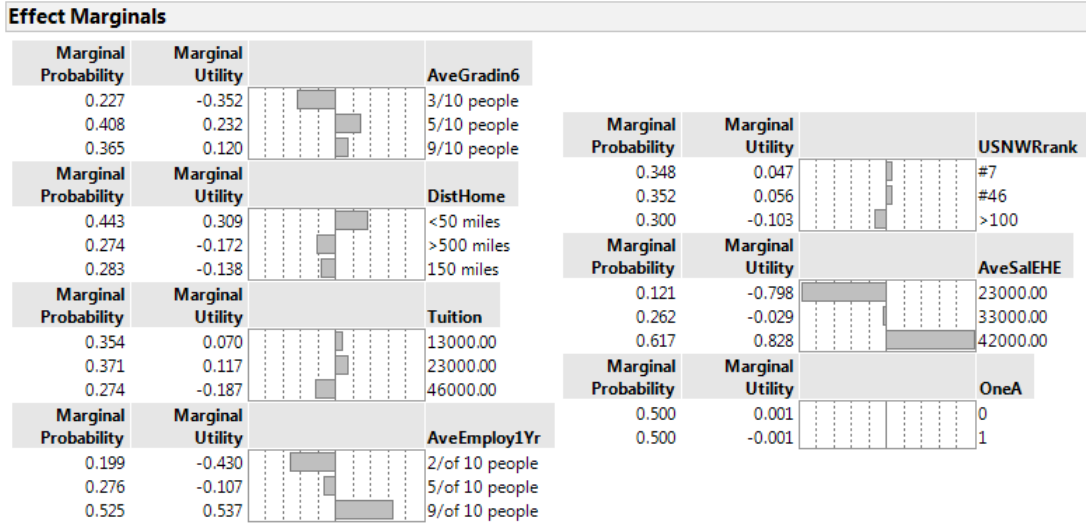 Effect Marginals
Marginal Probability Marginal Utility AveGradin6
0.227 -0.352 3/10 people
0.408 0.232 5/10 people
0.365 0.120 9/10 people
Marginal Probability Marginal Utility DistHome
0.443 0.309 <50 miles
0.274 -0.172 >500 miles
0.283 -0.138 150 miles
Marginal Probability Marginal Utility Tuition
0.354 0.070 13000.00
0.371 0.117 23000.00
0.274 -0.187 46000.00
Marginal Probability Marginal Utility AveEmploy1Yr
0.199 -0.430 2/of 10 people
0.276 -0.107 5/of 10 people
0.525 0.537 9/of 10 people
Marginal Probability Marginal Utility USNWRrank
0.348 0.047 #7
0.352 0.056 #46
0.300 -0.103 >100
Marginal Probability Marginal Utility AveSalEHE
0.121 -0.798 23000.00
0.262 -0.029 33000.00
0.617 0.828 42000.00
Marginal Probability Marginal Utility OneA
0.500 0.001 0
0.500 -0.001 1